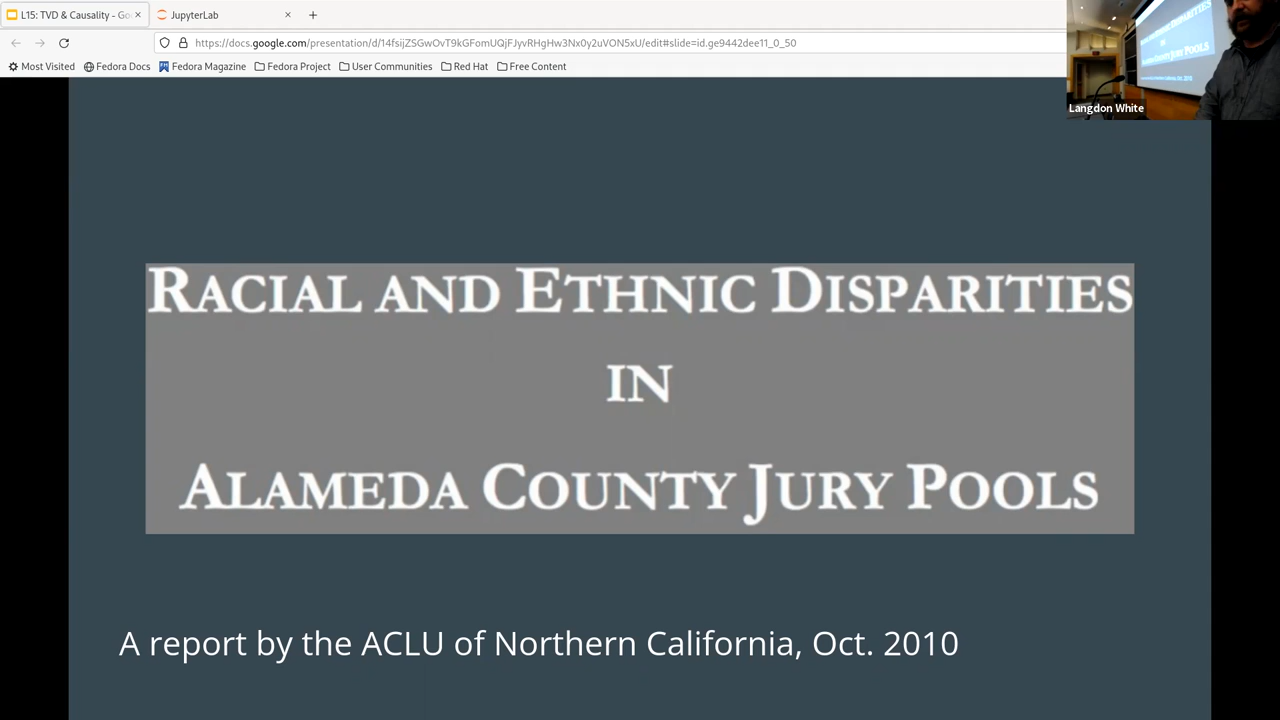 L15: TVD & Causality - Go
JupyterLab
https://docs.google.com/presentation/d/14fsijZSGwOvT9kGFomUQjFJyvRHgHw3Nx0y2uVON5xU/edit#slide=id.ge9442dee11_0_50
Most Visited
Fedora Docs
Fedora Magazine
Fedora Project
User Communities
Red Hat
Free Content
Langdon White
RACIAL AND ETHNIC DISPARITIES
IN
ALAMEDA COUNTY JURY POOLS
A report by the ACLU of Northern California, Oct. 2010